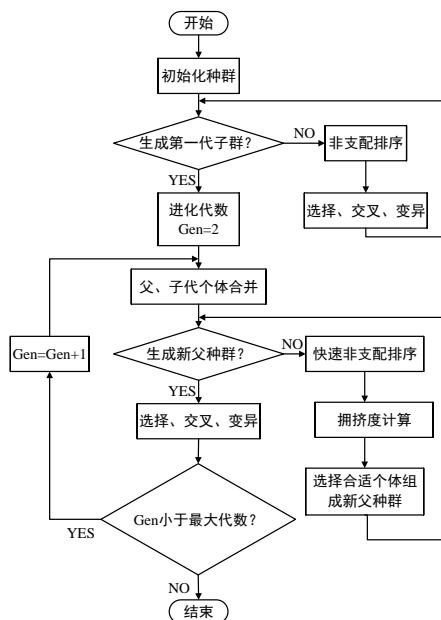 开始
初始化种群
生成第一代子群？
NO
非支配排序
YES
选择、交叉、变异
进化代数
Gen=2
父、子代个体合并
Gen=Gen+1
生成新父种群？
NO
快速非支配排序
YES
选择、交叉、变异
拥挤度计算
选择合适个体组
成新父种群
Gen小于最大代数？
YES
NO
结束